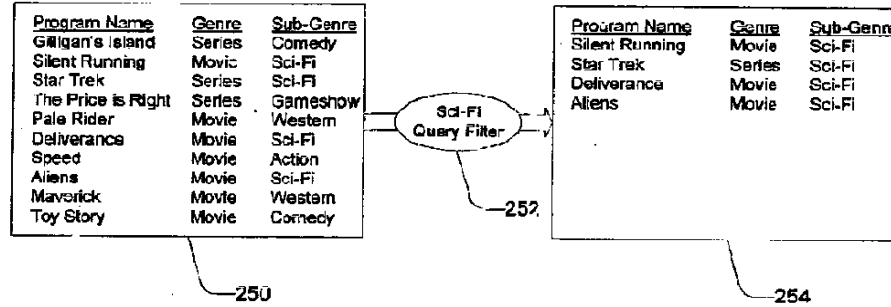 Program Name Genre Sub-Genre
Gilligan's Island Series Comedy
Silent Running Movie Sci-Fi
Star Trek Series Sci-Fi
The Price is Right Series Gameshow
Pale Rider Movie Western
Deliverance Movie Sci-Fi
Speed Movie Action
Aliens Movie Sci-Fi
Maverick Movie Western
Toy Story Movie Comedy
250
Sci-Fi
Query Filter
252
Program Name Genre Sub-Genre
Silent Running Movie Sci-Fi
Star Trek Series Sci-Fi
Deliverance Movie Sci-Fi
Aliens Movie Sci-Fi
254